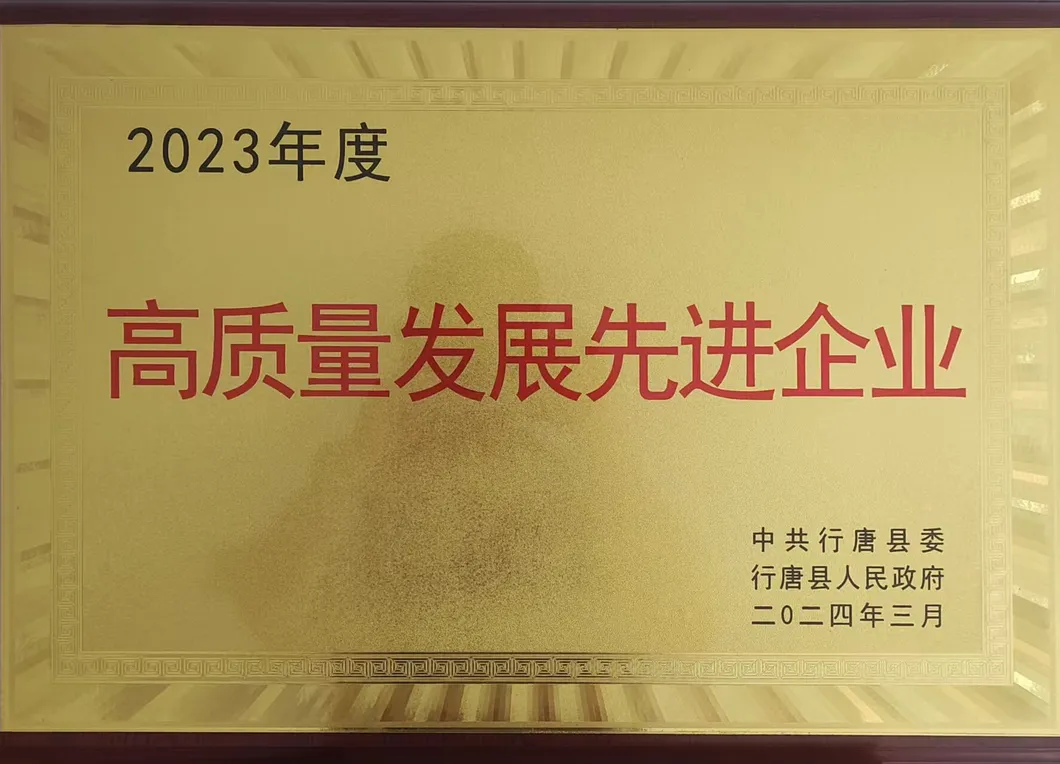 2023年度
高质量发展先进企业
中共行唐县委
行唐县人民政府
二0二四年三月